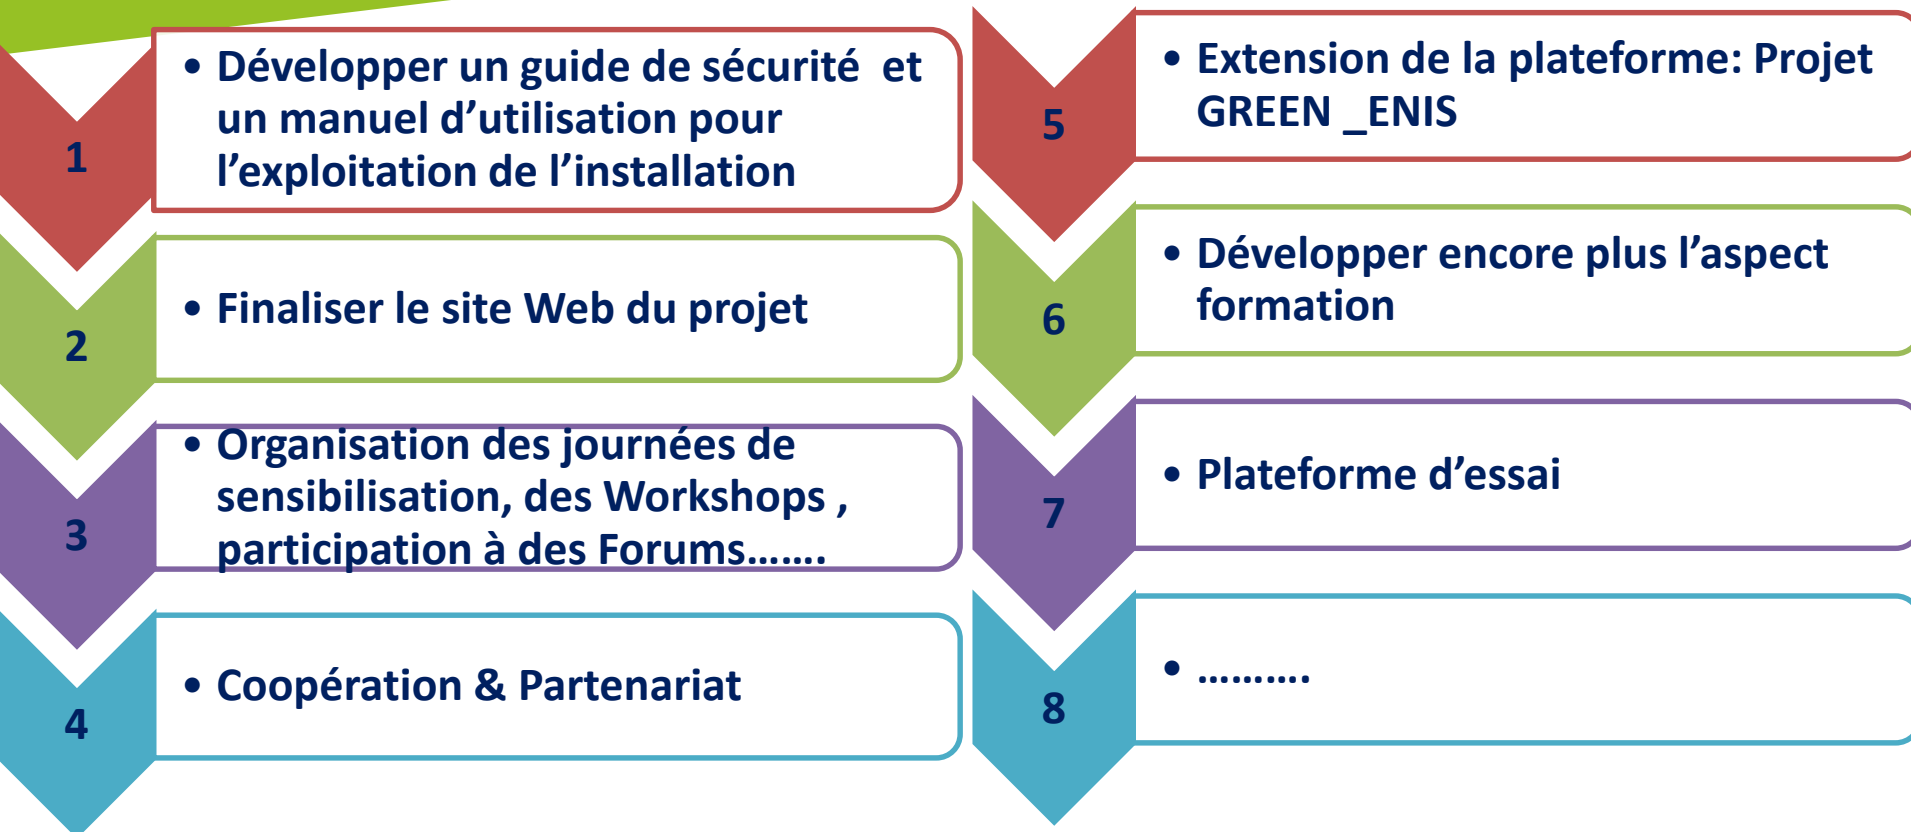 1
• Développer un guide de sécurité et
un manuel d’utilisation pour
l’exploitation de l’installation
2
• Finaliser le site Web du projet
3
• Organisation des journées de
sensibilisation, des Workshops ,
participation à des Forums…….
4
• Coopération & Partenariat
5
• Extension de la plateforme: Projet
GREEN _ENIS
6
• Développer encore plus l’aspect
formation
7
• Plateforme d’essai
8
• ……….